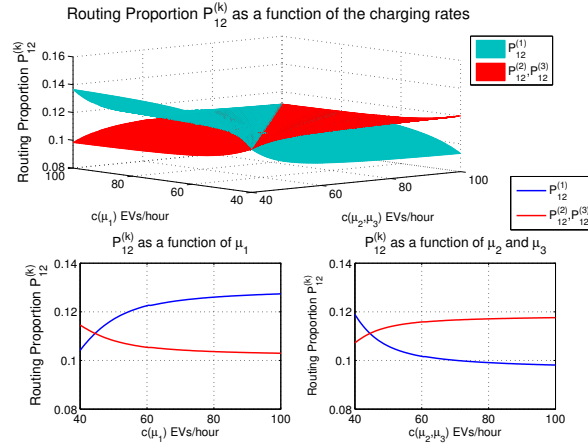 Routing Proportion P₁₂⁽ᵏ⁾ as a function of the charging rates
P₁₂⁽¹⁾
P₁₂⁽²⁾,P₁₂⁽³⁾
Routing Proportion P₁₂⁽ᵏ⁾
0.16
0.14
0.12
0.1
0.08
100
80
60
40
c(μ₁) EVs/hour
40
60
80
100
c(μ₂,μ₃) EVs/hour
P₁₂⁽¹⁾
P₁₂⁽²⁾,P₁₂⁽³⁾
P₁₂⁽ᵏ⁾ as a function of μ₁
Routing Proportion P₁₂⁽ᵏ⁾
0.14
0.12
0.1
0.08
40 60 80 100
c(μ₁) EVs/hour
P₁₂⁽ᵏ⁾ as a function of μ₂ and μ₃
Routing Proportion P₁₂⁽ᵏ⁾
0.14
0.12
0.1
0.08
40 60 80 100
c(μ₂,μ₃) EVs/hour